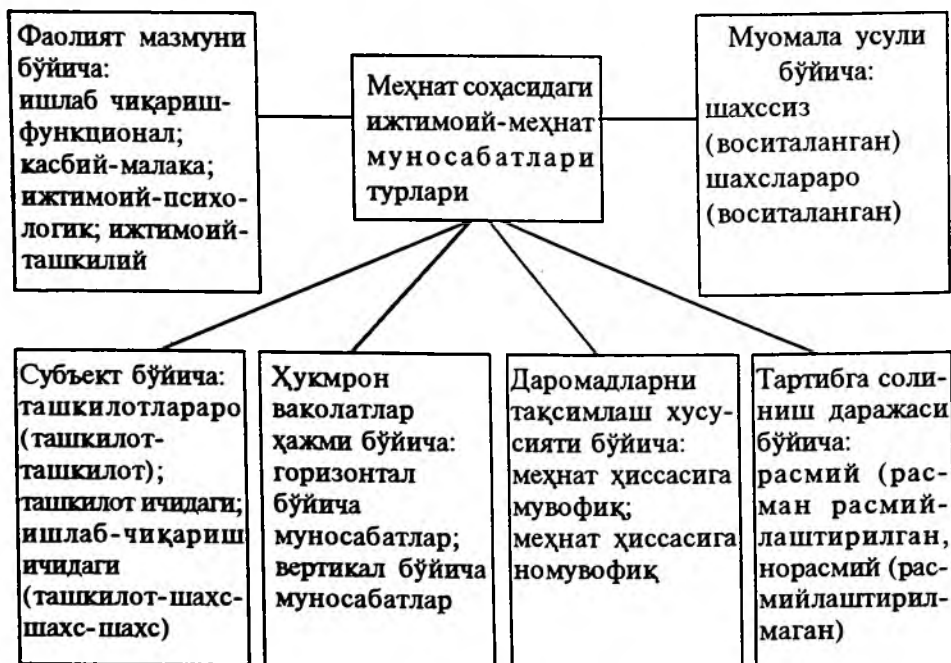 Фаолият мазмуни
бўйича:
ишлаб чиқариш-
функционал;
касбий-малака;
ижтимоий-психо-
логик; ижтимоий-
ташкилий
Меҳнат соҳасидаги
ижтимоий-меҳнат
муносабатлари
турлари
Муомала усули
бўйича:
шахссиз
(воситаланган)
шахслараро
(воситаланган)
Субъект бўйича:
ташкилотлараро
(ташкилот-
ташкилот);
ташкилот ичидаги;
ишлаб-чиқариш
ичидаги
(ташкилот-шахс-
шахс-шахс)
Ҳукмрон
ваколатлар
ҳажми бўйича:
горизонтал
бўйича
муносабатлар;
вертикал бўйича
муносабатлар
Даромадларни
тақсимлаш хусу-
сияти бўйича:
меҳнат ҳиссасига
мувофиқ;
меҳнат ҳиссасига
номувофиқ
Тартибга соли-
ниш даражаси
бўйича:
расмий (рас-
ман расмий-
лаштирилган,
норасмий (рас-
мийлаштирил-
маган)